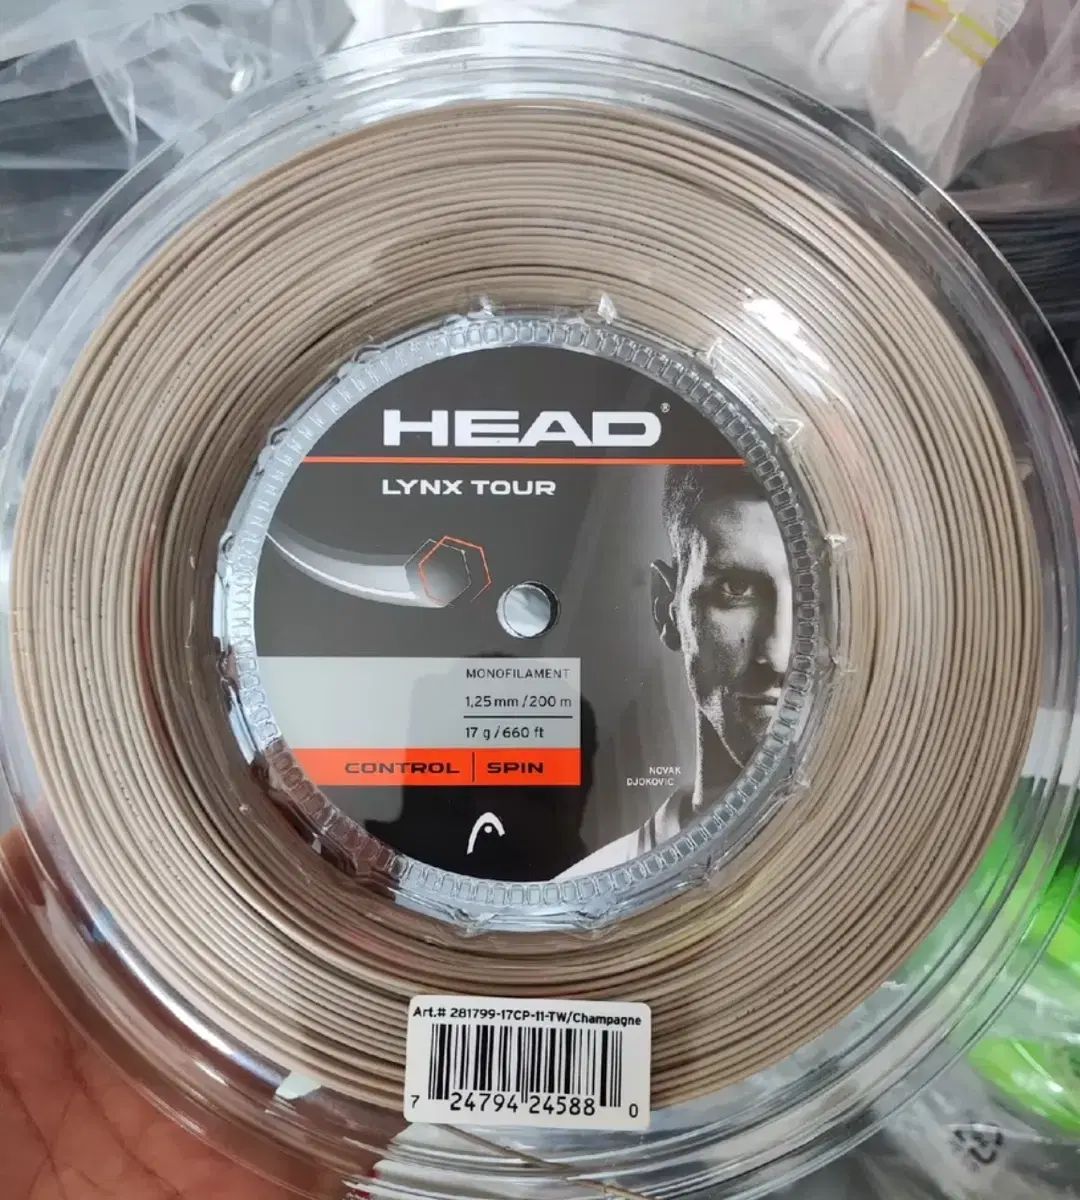 HEAD®
LYNX TOUR
MONOFILAMENT
1,25 mm / 200 m
17 g / 660 ft
CONTROL | SPIN
NOVAK
DJOKOVIC
Art.# 281799-17CP-11-TW/Champagne
7 24794 24588 0